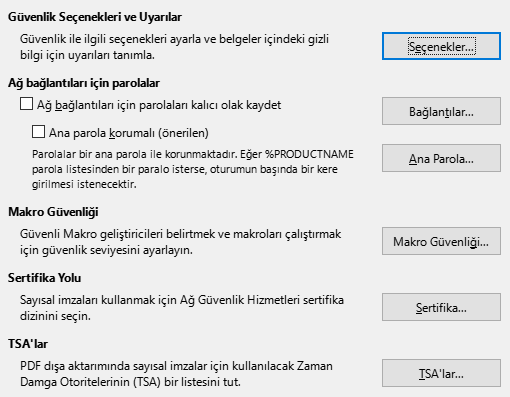 Güvenlik Seçenekleri ve Uyarılar
Güvenlik ile ilgili seçenekleri ayarla ve belgeler içindeki gizli
bilgi için uyarıları tanımla.
Seçenekler...
Ağ bağlantıları için parolalar
Ağ bağlantıları için parolaları kalıcı olak kaydet
Bağlantılar...
Ana parola korumalı (önerilen)
Parolalar bir ana parola ile korunmaktadır. Eğer %PRODUCTNAME
parola listesinden bir paralo isterse, oturumun başında bir kere
girilmesi istenecektir.
Ana Parola...
Makro Güvenliği
Güvenli Makro geliştiricileri belirtmek ve makroları çalıştırmak
için güvenlik seviyesini ayarlayın.
Makro Güvenliği...
Sertifika Yolu
Sayısal imzaları kullanmak için Ağ Güvenlik Hizmetleri sertifika
dizinini seçin.
Sertifika...
TSA'lar
PDF dışa aktarımında sayısal imzalar için kullanılacak Zaman
Damga Otoritelerinin (TSA) bir listesini tut.
TSA'lar...